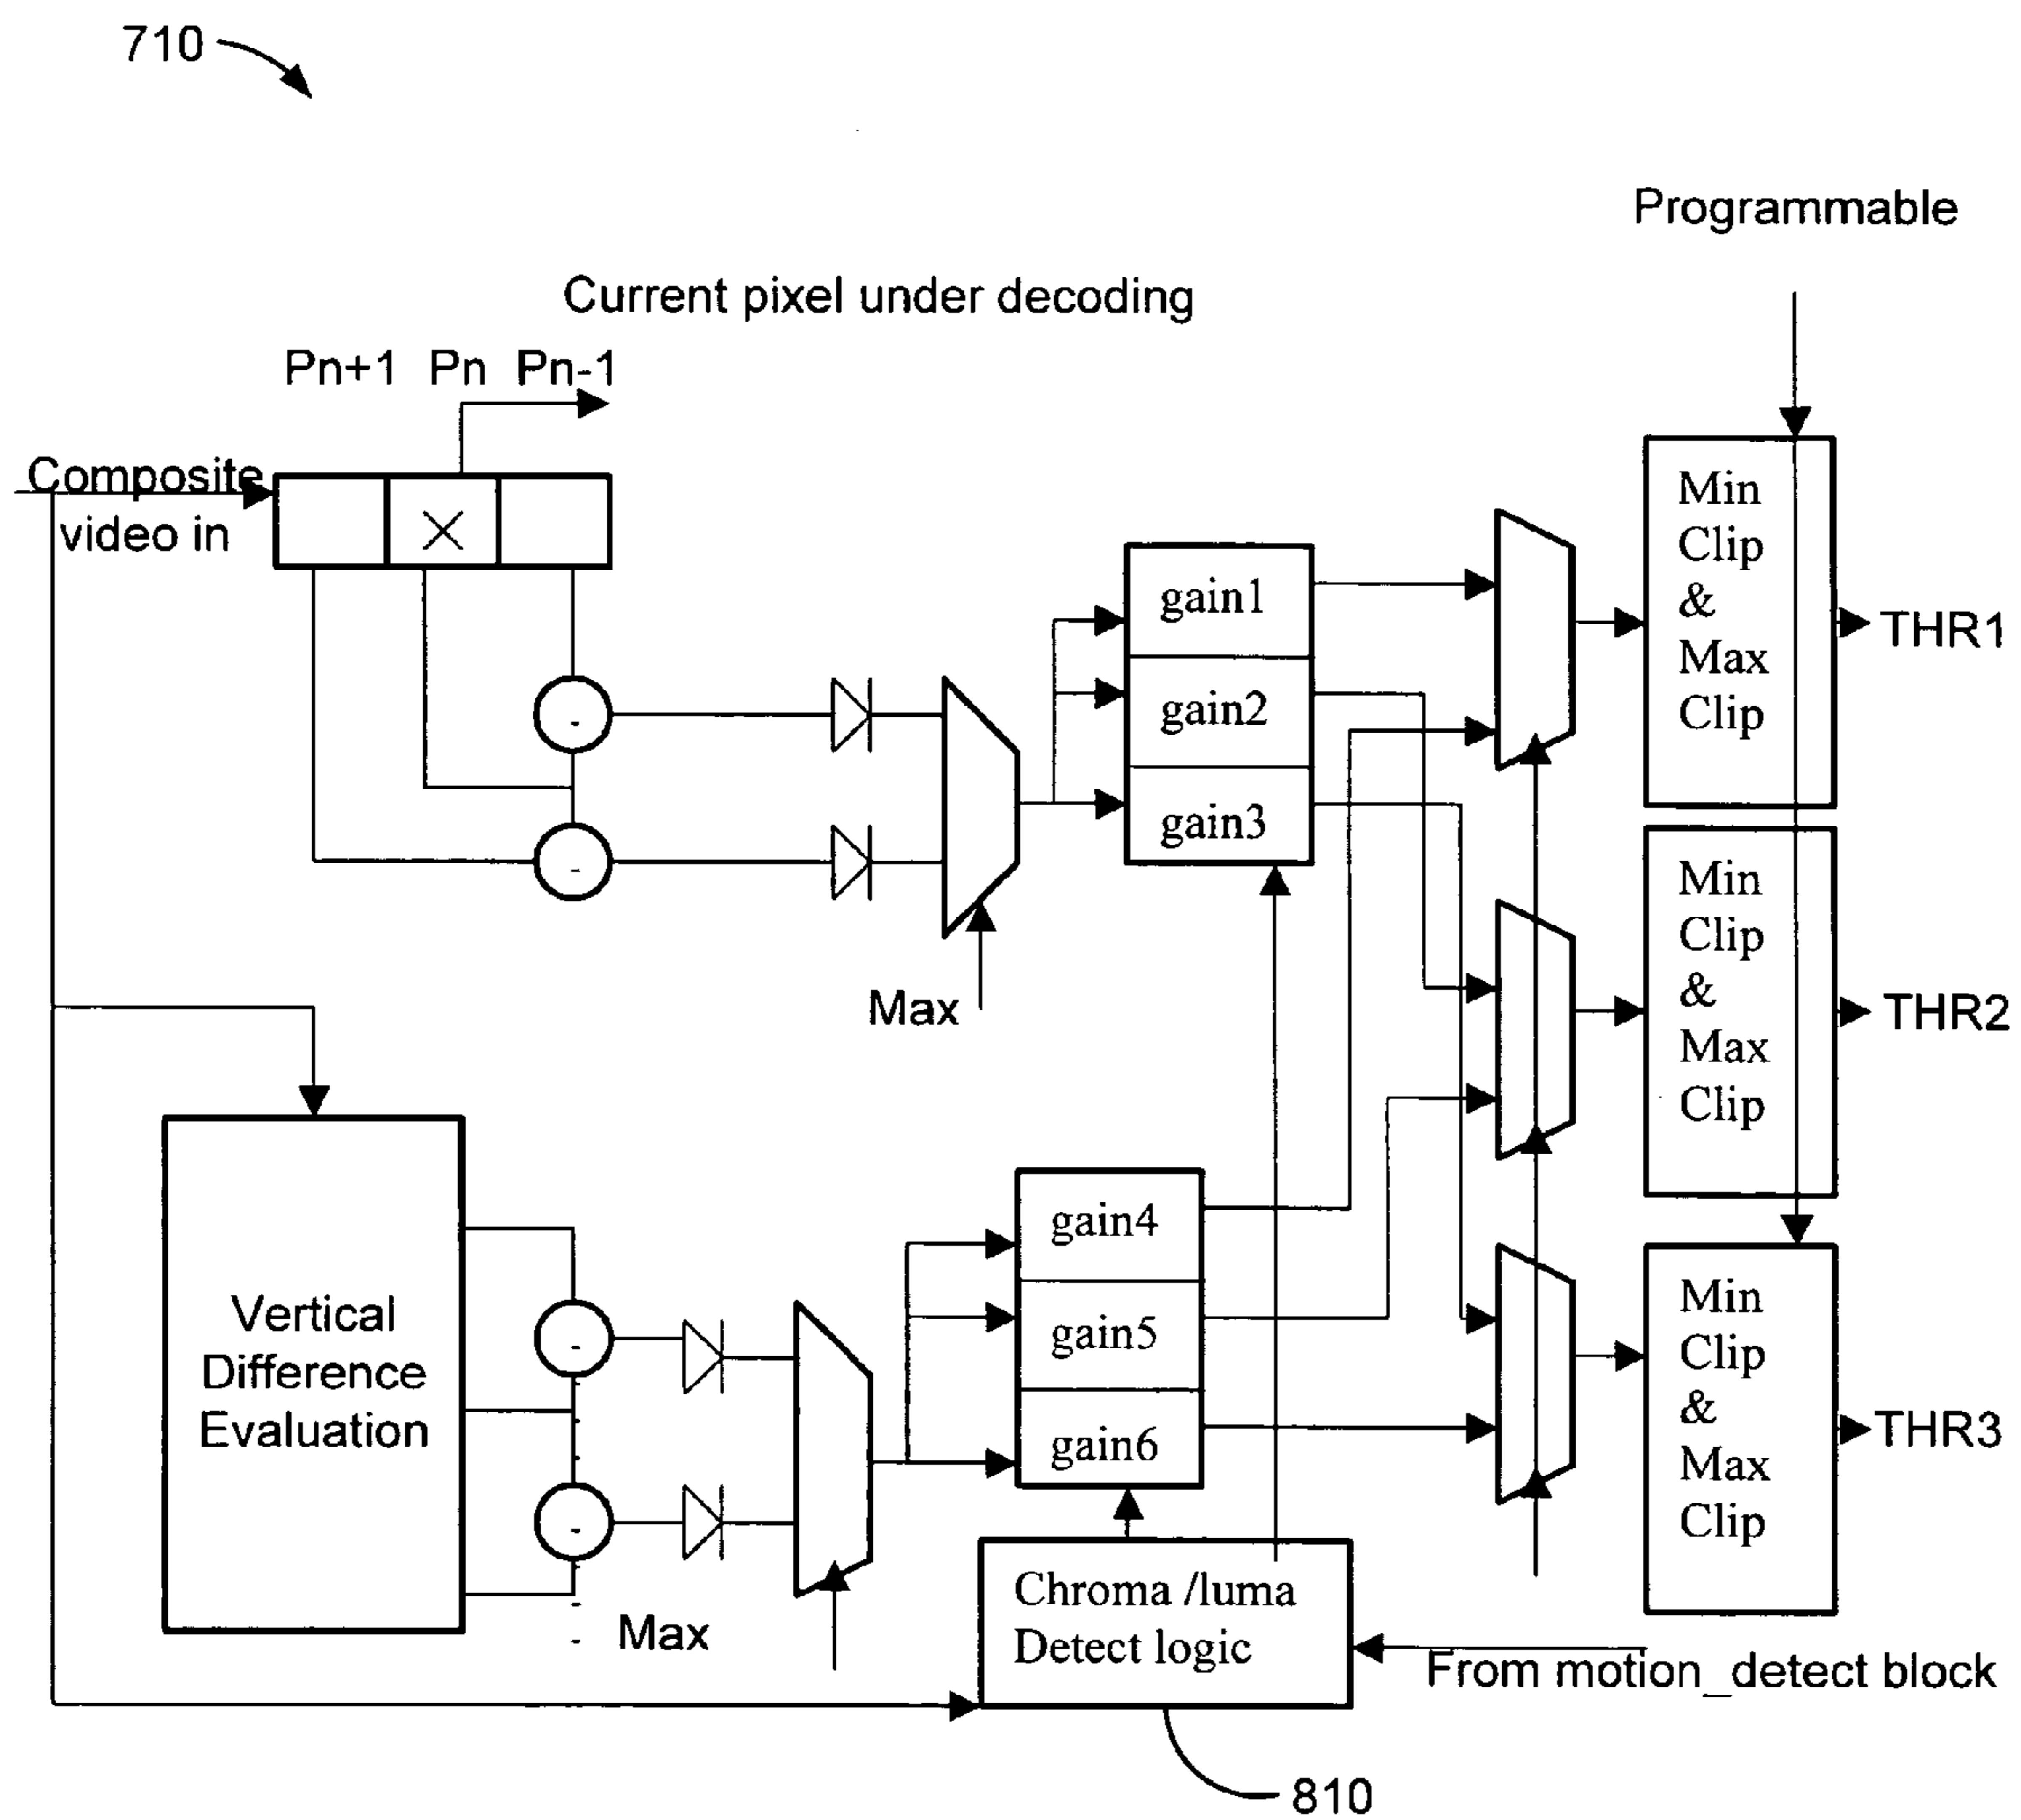 710
Programmable
Current pixel under decoding
Pn+1 Pn Pn-1
Composite
video in
Min
Clip
&
Max
Clip
gain1
gain2
gain3
THR1
Max
Min
Clip
&
Max
Clip
THR2
Vertical
Difference
Evaluation
gain4
gain5
gain6
Min
Clip
&
Max
Clip
THR3
Max
Chroma /luma
Detect logic
From motion_detect block
810